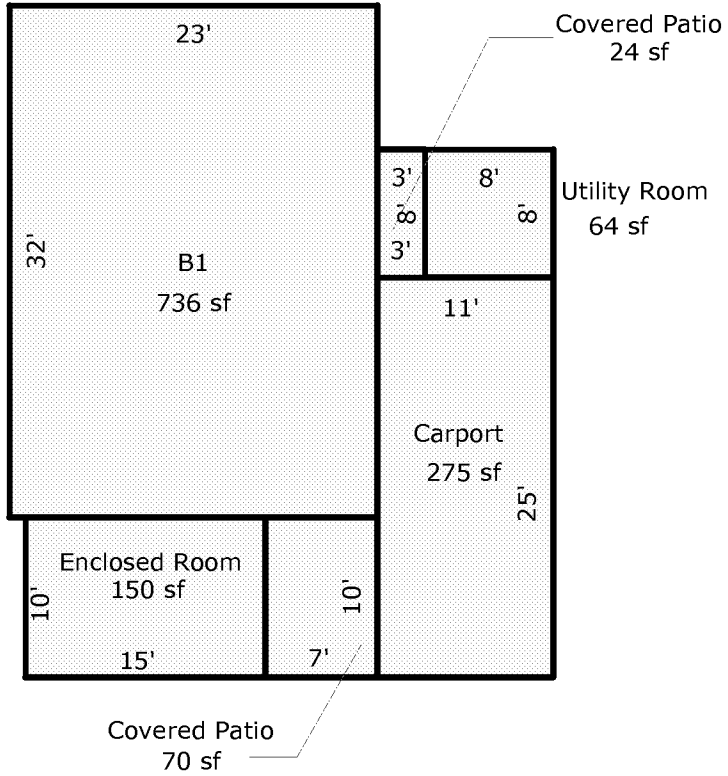 23'
Covered Patio
24 sf
3'
8'
8'
3'
8'
Utility Room
64 sf
32'
B1
736 sf
11'
Carport
275 sf
25'
Enclosed Room
150 sf
10'
15'
10'
7'
Covered Patio
70 sf